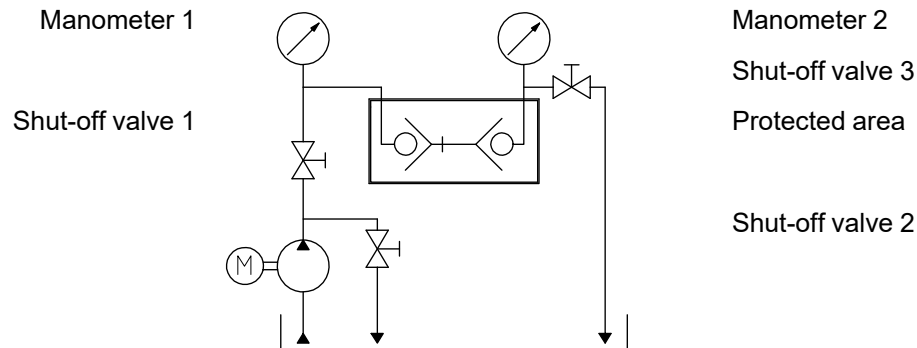 Manometer 1
Manometer 2
Shut-off valve 3
Shut-off valve 1
Protected area
Shut-off valve 2
M